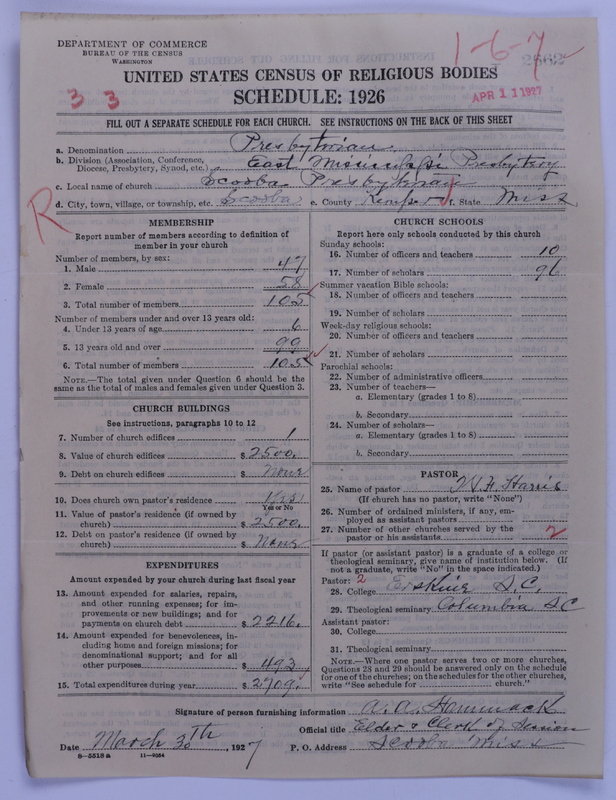 DEPARTMENT OF COMMERCE
BUREAU OF THE CENSUS
WASHINGTON
1-6-7
3 3
APR 11 1927
UNITED STATES CENSUS OF RELIGIOUS BODIES
SCHEDULE: 1926
FILL OUT A SEPARATE SCHEDULE FOR EACH CHURCH. SEE INSTRUCTIONS ON THE BACK OF THIS SHEET
a. Denomination Presbyterian
b. Division (Association, Conference, Diocese, Presbytery, Synod, etc.) East Mississippi Presbytery
c. Local name of church Scooba Presbyterian
d. City, town, village, or township, etc. Scooba e. County Kemper f. State Miss
R
MEMBERSHIP
Report number of members according to definition of
member in your church
Number of members, by sex:
1. Male 47
2. Female 58
3. Total number of members 105
Number of members under and over 13 years old:
4. Under 13 years of age 6
5. 13 years old and over 99
6. Total number of members 105
NOTE.—The total given under Question 6 should be the
same as the total of males and females given under Question 3.
CHURCH BUILDINGS
See instructions, paragraphs 10 to 12
7. Number of church edifices 1
8. Value of church edifices $ 2500.
9. Debt on church edifices $ None
10. Does church own pastor's residence Yes
Yes or No
11. Value of pastor's residence (if owned by
church) $ 2500.
12. Debt on pastor's residence (if owned by
church) $ None
EXPENDITURES
Amount expended by your church during last fiscal year
13. Amount expended for salaries, repairs,
and other running expenses; for im-
provements or new buildings; and for
payments on church debt $ 2216.
14. Amount expended for benevolences, in-
cluding home and foreign missions; for
denominational support; and for all
other purposes $ 493
15. Total expenditures during year $ 2709.
CHURCH SCHOOLS
Report here only schools conducted by this church
Sunday schools:
16. Number of officers and teachers 10
17. Number of scholars 96
Summer vacation Bible schools:
18. Number of officers and teachers
19. Number of scholars
Week-day religious schools:
20. Number of officers and teachers
21. Number of scholars
Parochial schools:
22. Number of administrative officers
23. Number of teachers—
a. Elementary (grades 1 to 8)
b. Secondary
24. Number of scholars—
a. Elementary (grades 1 to 8)
b. Secondary
PASTOR
25. Name of pastor W. H. Harris
(If church has no pastor, write "None")
26. Number of ordained ministers, if any, em-
ployed as assistant pastors
27. Number of other churches served by the
pastor or his assistants 2
If pastor (or assistant pastor) is a graduate of a college or
theological seminary, give name of institution below. (If
not a graduate, write "No" in the space indicated.)
Pastor: 2
28. College Erskine S.C.
29. Theological seminary Columbia SC
Assistant pastor:
30. College
31. Theological seminary
NOTE.—Where one pastor serves two or more churches,
Questions 28 and 29 should be answered only on the schedule
for one of the churches; on the schedules for the other churches,
write "See schedule for church."
Signature of person furnishing information A. A. Hammack
Official title Elder & Clerk of Session
Date March 30th, 1927 P. O. Address Scooba Miss
8-5518a 11-9584